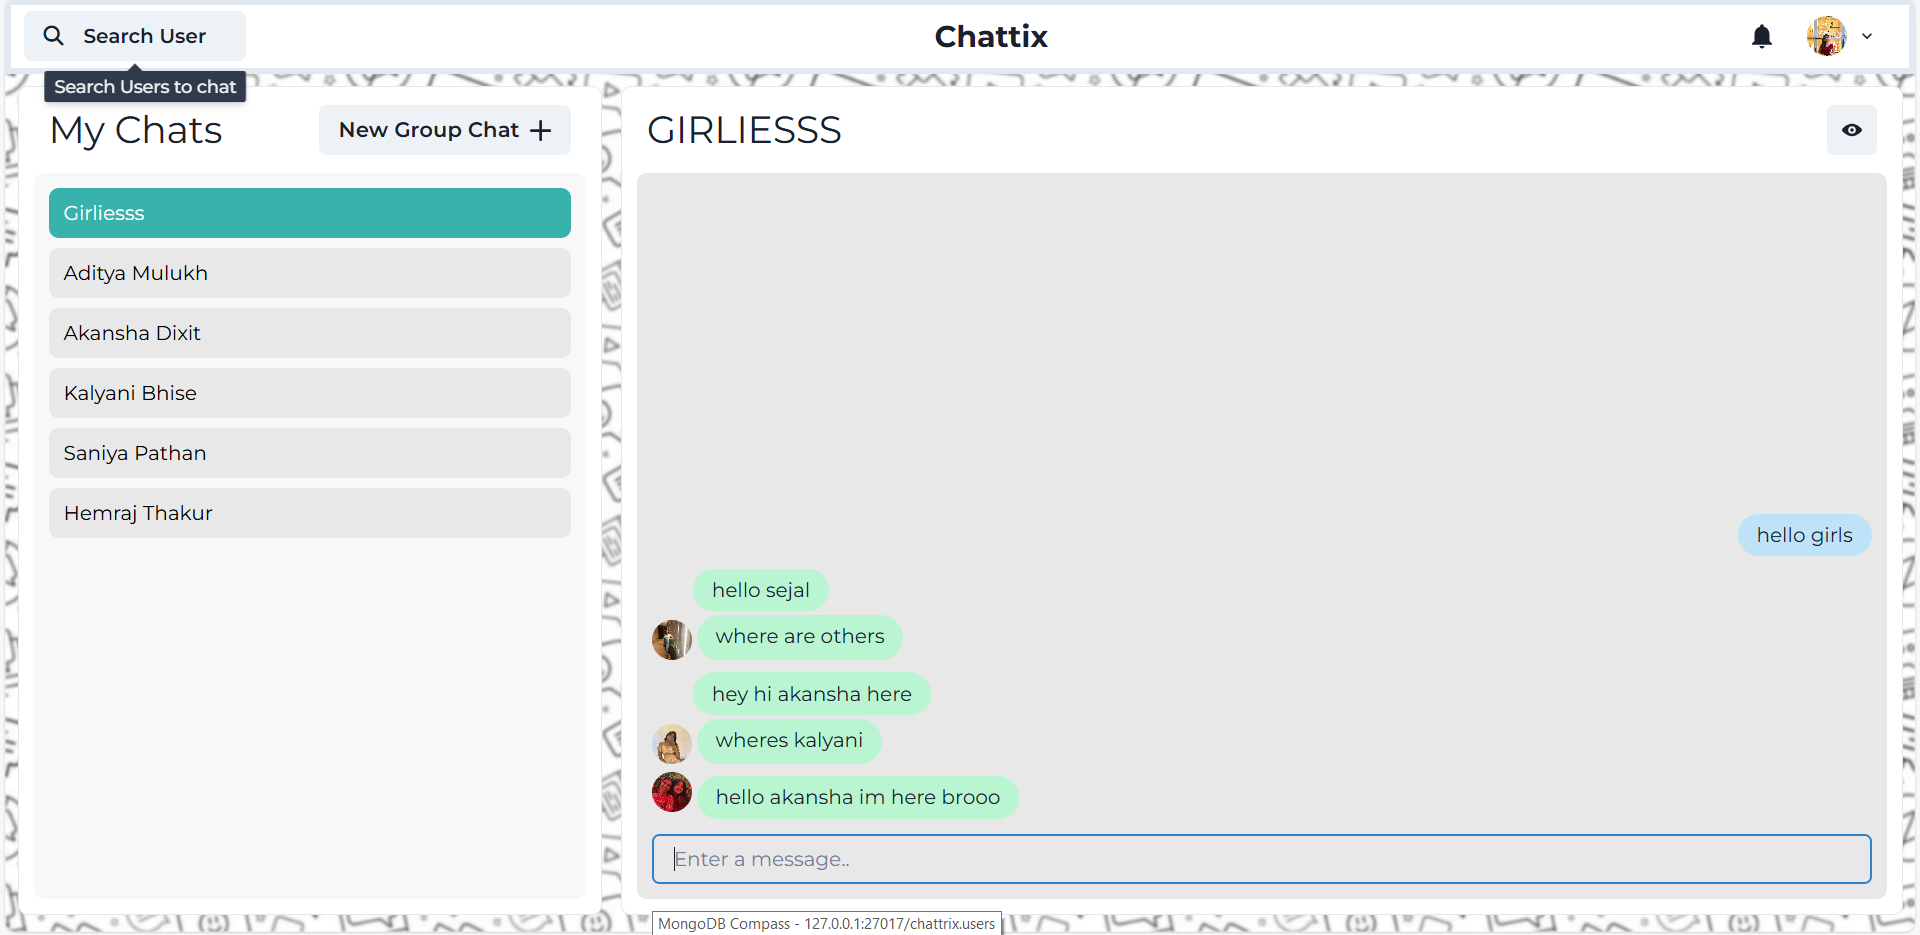 Search User
Chattix
Search Users to chat
My Chats
New Group Chat
GIRLIESSS
Girliesss
Aditya Mulukh
Akansha Dixit
Kalyani Bhise
Saniya Pathan
Hemraj Thakur
hello girls
hello sejal
where are others
hey hi akansha here
wheres kalyani
hello akansha im here brooo
Enter a message..
MongoDB Compass - 127.0.0.1:27017/chattrix.users